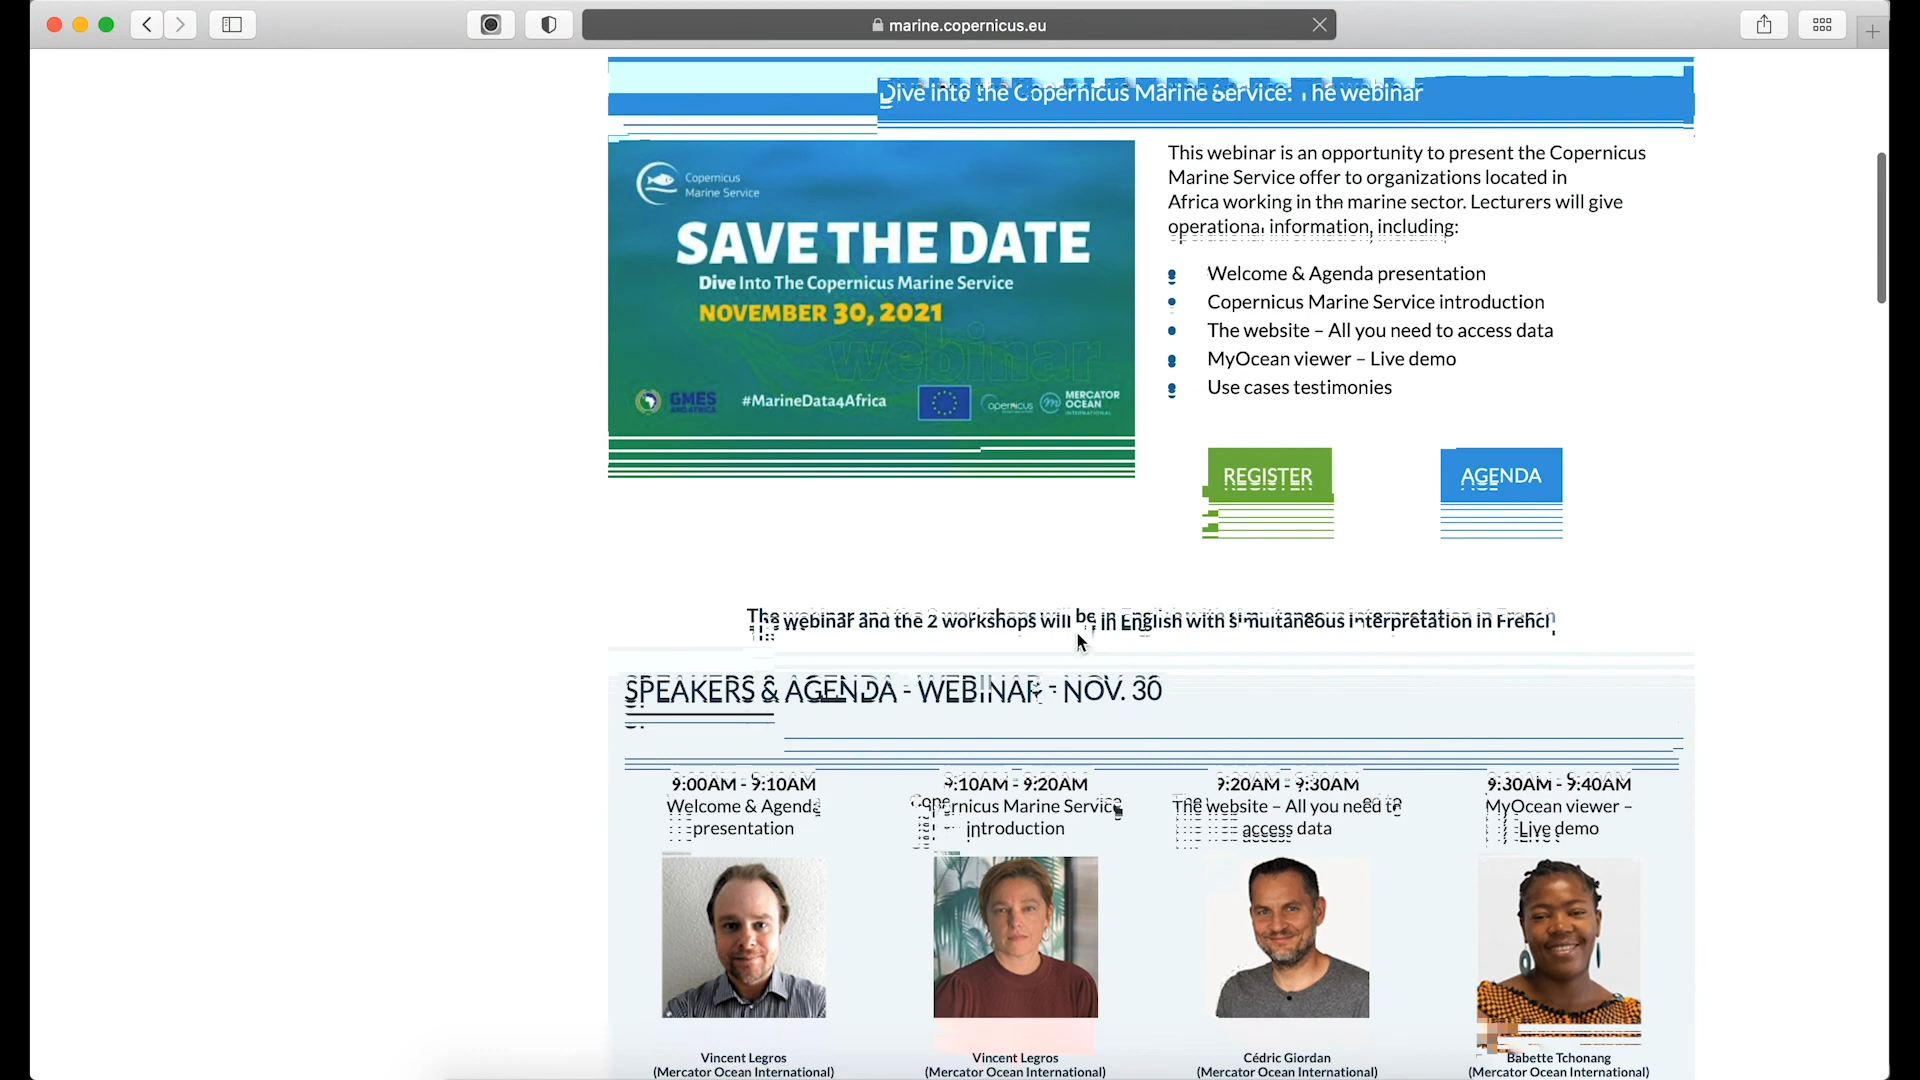 marine.copernicus.eu
Dive into the Copernicus Marine Service: The webinar
Copernicus
Marine Service
SAVE THE DATE
Dive Into The Copernicus Marine Service
NOVEMBER 30, 2021
webinar
GMES
AND AFRICA
#MarineData4Africa
opernicus
MERCATOR
OCEAN
INTERNATIONAL
This webinar is an opportunity to present the Copernicus
Marine Service offer to organizations located in
Africa working in the marine sector. Lecturers will give
operational information, including:
Welcome & Agenda presentation
Copernicus Marine Service introduction
The website – All you need to access data
MyOcean viewer – Live demo
Use cases testimonies
REGISTER
AGENDA
The webinar and the 2 workshops will be in English with simultaneous interpretation in French
SPEAKERS & AGENDA - WEBINAR - NOV. 30
9:00AM - 9:10AM
Welcome & Agenda
presentation
9:10AM - 9:20AM
Copernicus Marine Service
introduction
9:20AM - 9:30AM
The website – All you need to
access data
9:30AM - 9:40AM
MyOcean viewer –
Live demo
Vincent Legros
(Mercator Ocean International)
Vincent Legros
(Mercator Ocean International)
Cédric Giordan
(Mercator Ocean International)
Babette Tchonang
(Mercator Ocean International)